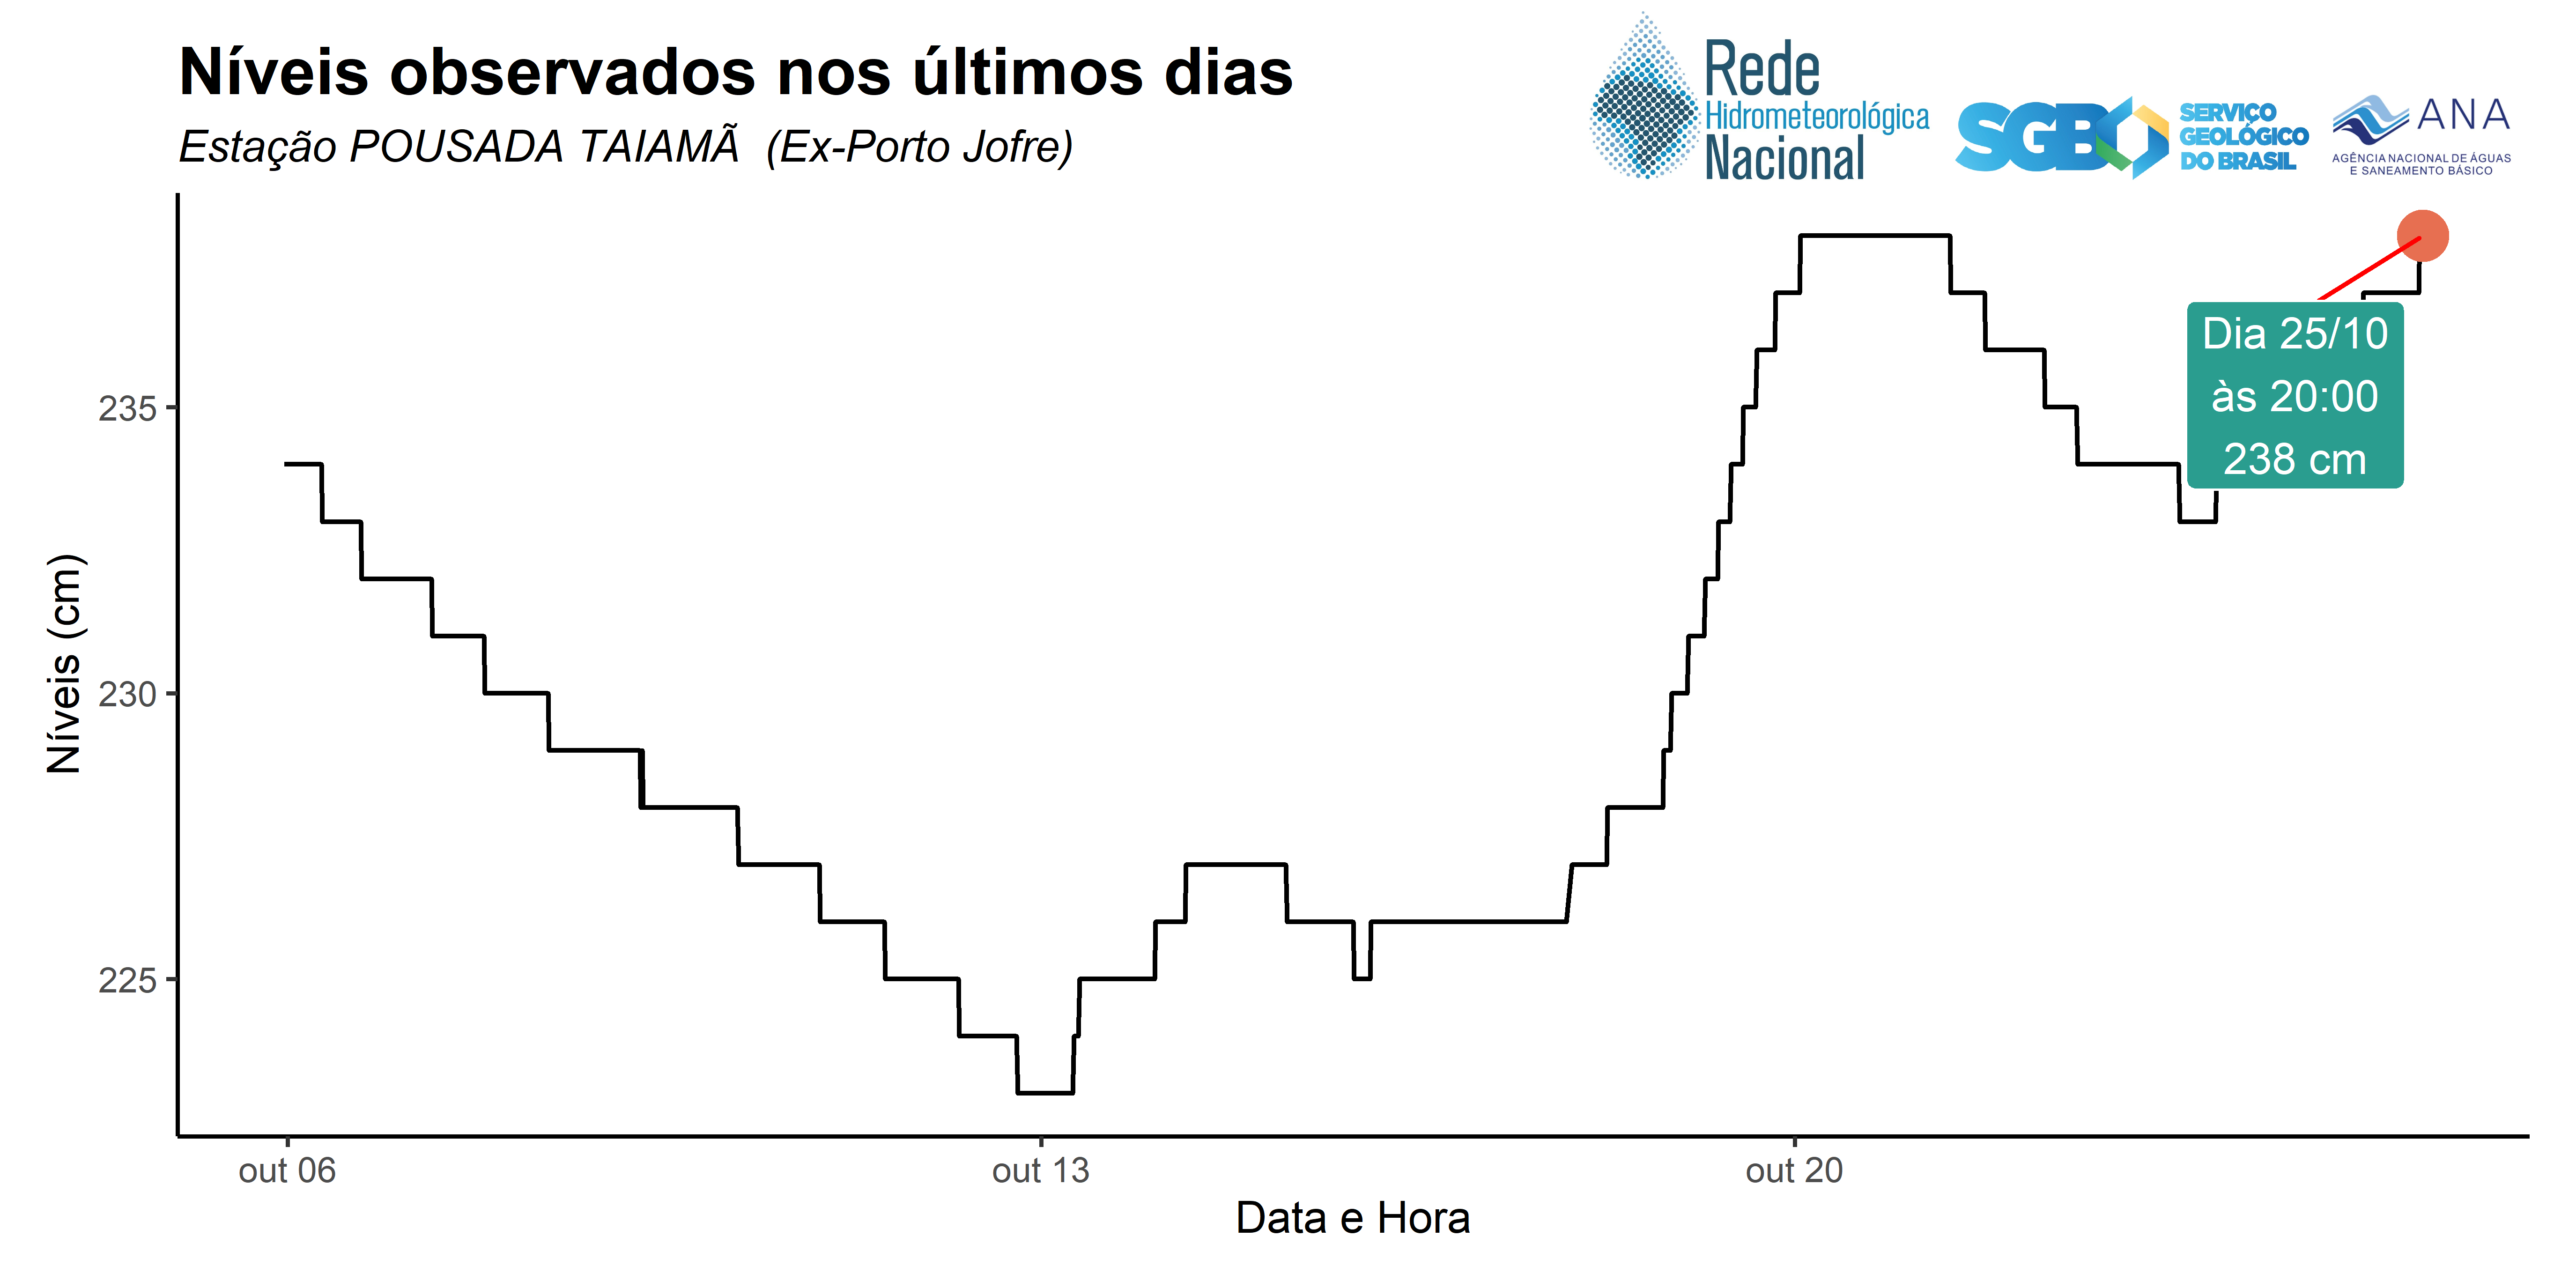 Níveis observados nos últimos dias
Estação POUSADA TAIAMÃ  (Ex-Porto Jofre)
Rede
Hidrometeorológica
Nacional
SGB
SERVIÇO
GEOLÓGICO
DO BRASIL
ANA
AGÊNCIA NACIONAL DE ÁGUAS
E SANEAMENTO BÁSICO
Dia 25/10
às 20:00
238 cm
Níveis (cm)
235
230
225
out 06
out 13
out 20
Data e Hora